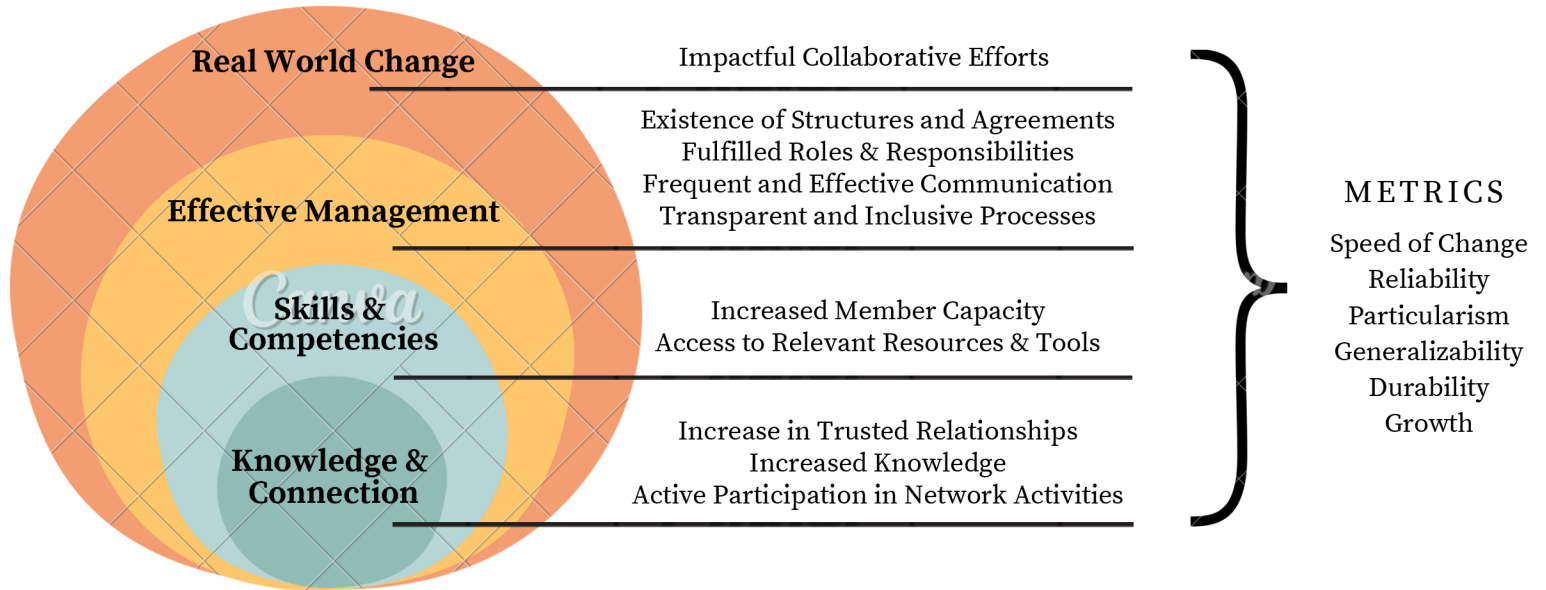 Real World Change
Impactful Collaborative Efforts
Existence of Structures and Agreements
Fulfilled Roles & Responsibilities
Frequent and Effective Communication
Transparent and Inclusive Processes
Effective Management
Canva
Skills &
Competencies
Increased Member Capacity
Access to Relevant Resources & Tools
Knowledge &
Connection
Increase in Trusted Relationships
Increased Knowledge
Active Participation in Network Activities
METRICS
Speed of Change
Reliability
Particularism
Generalizability
Durability
Growth